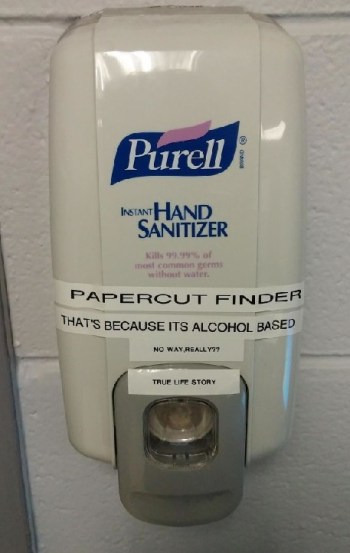 Purell
INSTANT HAND
SANITIZER
Kills 99.99% of
most common germs
without water.
PAPERCUT FINDER
THAT'S BECAUSE ITS ALCOHOL BASED
NO WAY,REALLY??
TRUE LIFE STORY